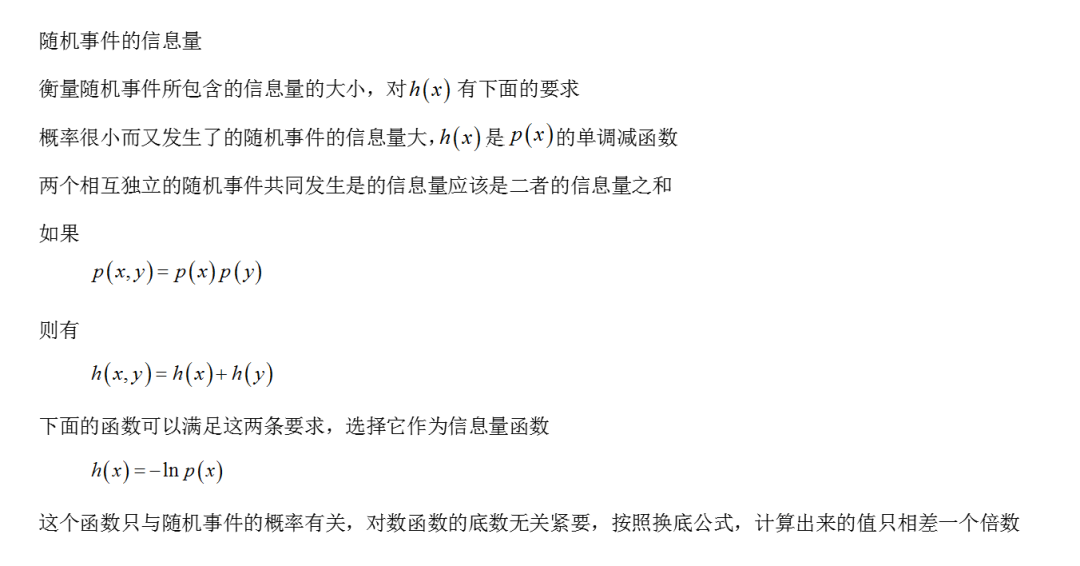 随机事件的信息量
衡量随机事件所包含的信息量的大小，对h(x) 有下面的要求
概率很小而又发生了的随机事件的信息量大，h(x)是 p(x)的单调减函数
两个相互独立的随机事件共同发生是的信息量应该是二者的信息量之和
如果
p(x,y)=p(x)p(y)
则有
h(x,y)=h(x)+h(y)
下面的函数可以满足这两条要求，选择它作为信息量函数
h(x)=−ln p(x)
这个函数只与随机事件的概率有关，对数函数的底数无关紧要，按照换底公式，计算出来的值只相差一个倍数